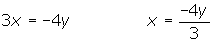 3x = –4y x = –4y/3